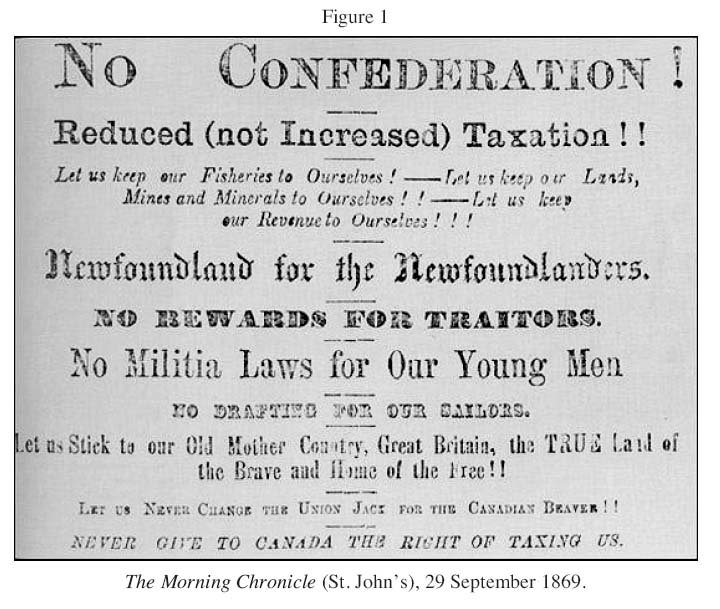 Figure 1
No Confederation!
Reduced (not Increased) Taxation!!
Let us keep our Fisheries to Ourselves! — Let us keep our Lands,
Mines and Minerals to Ourselves!! — Let us keep
our Revenue to Ourselves!!!
Newfoundland for the Newfoundlanders.
NO REWARDS FOR TRAITORS.
No Militia Laws for Our Young Men
NO DRAFTING FOR OUR SAILORS.
Let us Stick to our Old Mother Country, Great Britain, the TRUE Land of
the Brave and Home of the Free!!
Let us Never Change the Union Jack for the Canadian Beaver!!
NEVER GIVE TO CANADA THE RIGHT OF TAXING US.
The Morning Chronicle (St. John's), 29 September 1869.